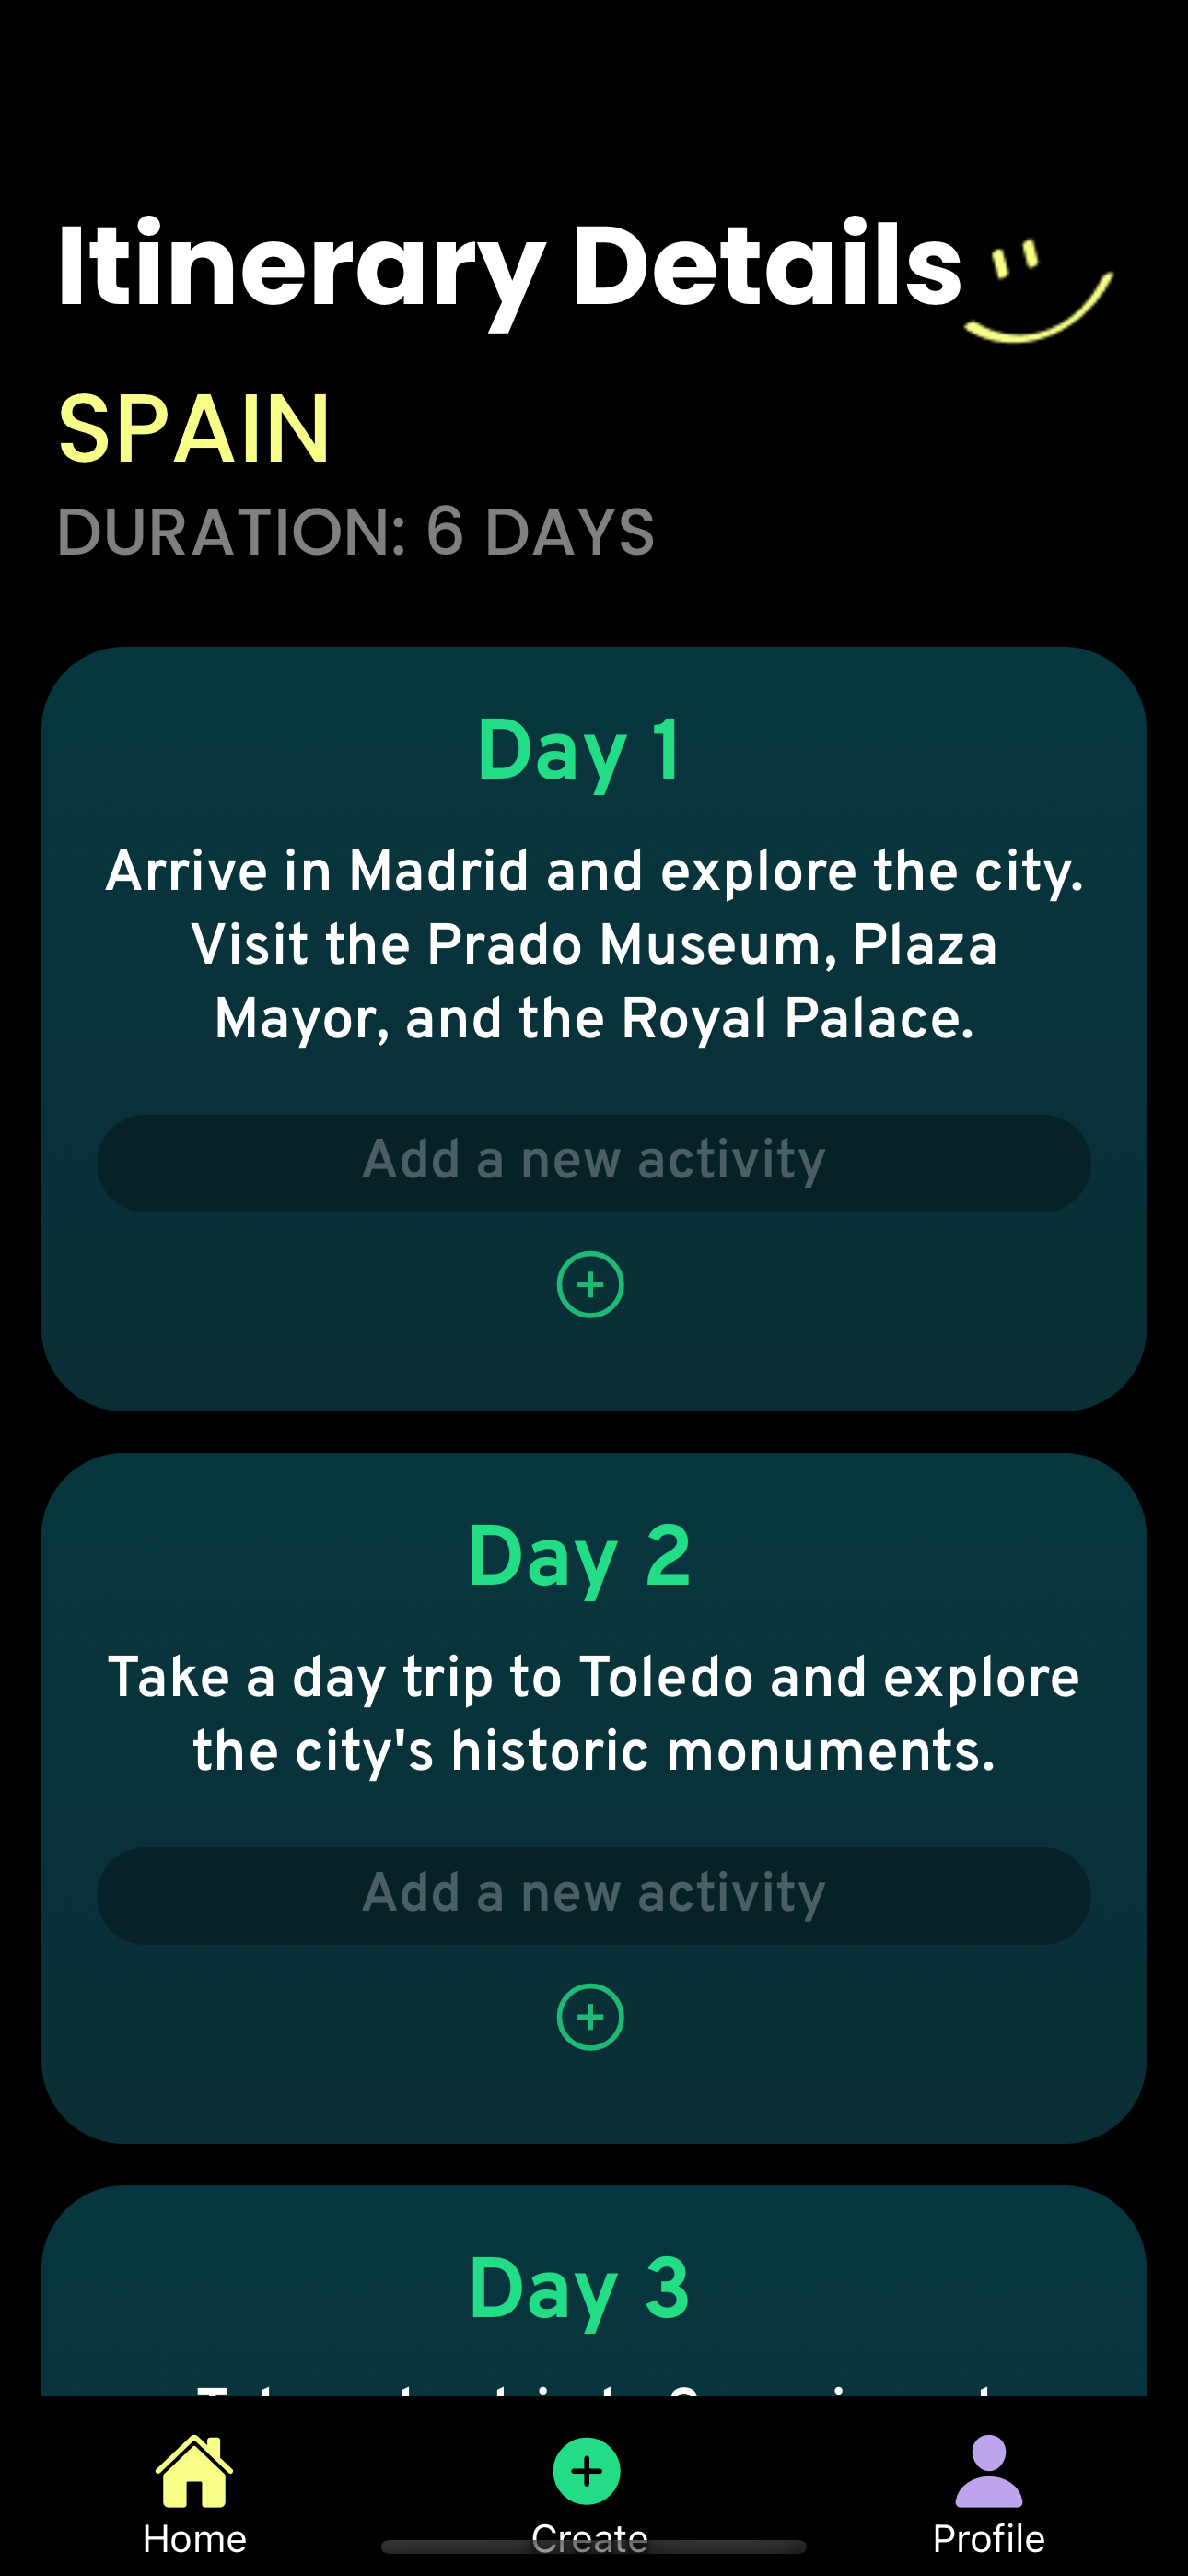 Itinerary Details
SPAIN
DURATION: 6 DAYS
Day 1
Arrive in Madrid and explore the city.
Visit the Prado Museum, Plaza
Mayor, and the Royal Palace.
Add a new activity
Day 2
Take a day trip to Toledo and explore
the city's historic monuments.
Add a new activity
Day 3
Home
Create
Profile